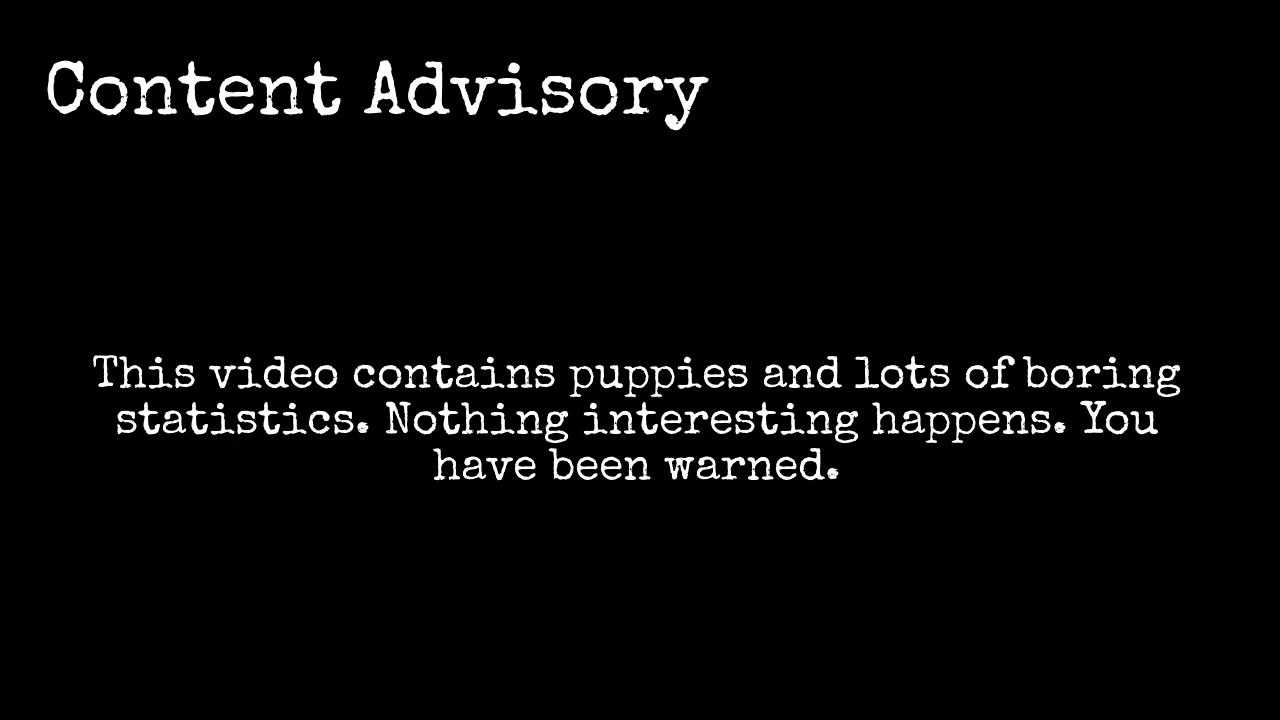 Content Advisory
This video contains puppies and lots of boring
statistics. Nothing interesting happens. You
have been warned.